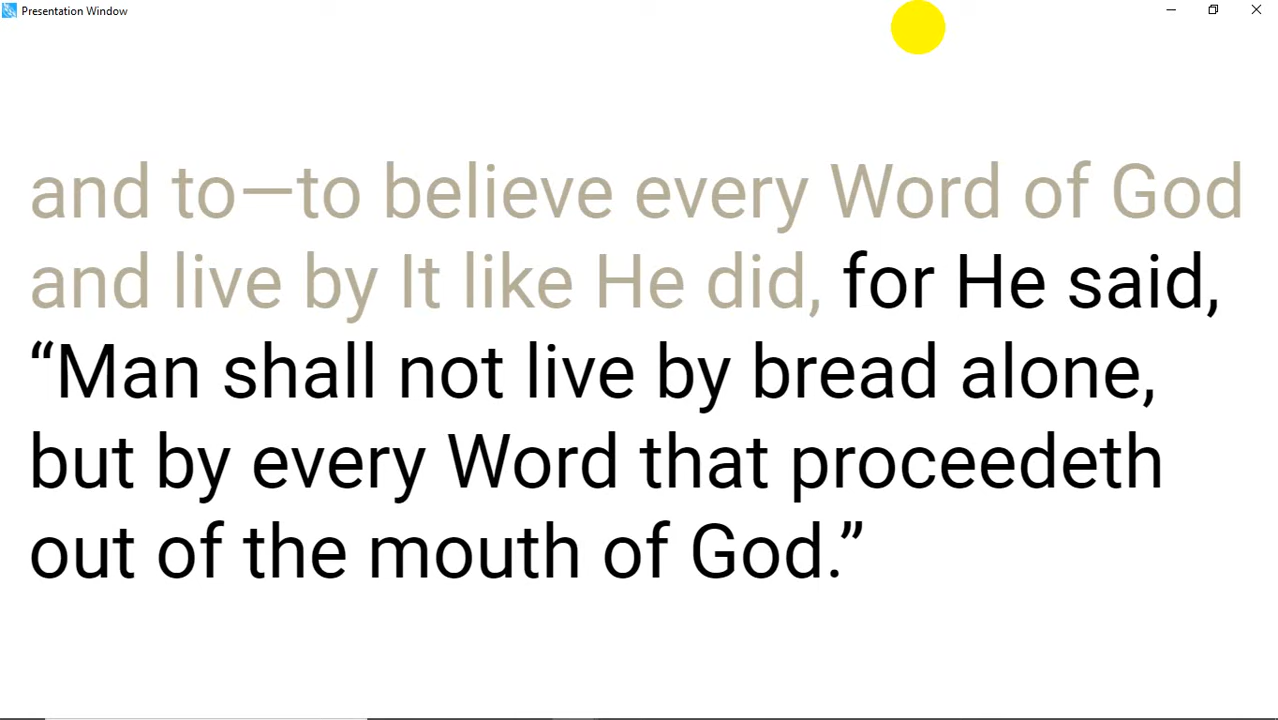 Presentation Window
and to—to believe every Word of God
and live by It like He did, for He said,
“Man shall not live by bread alone,
but by every Word that proceedeth
out of the mouth of God.”